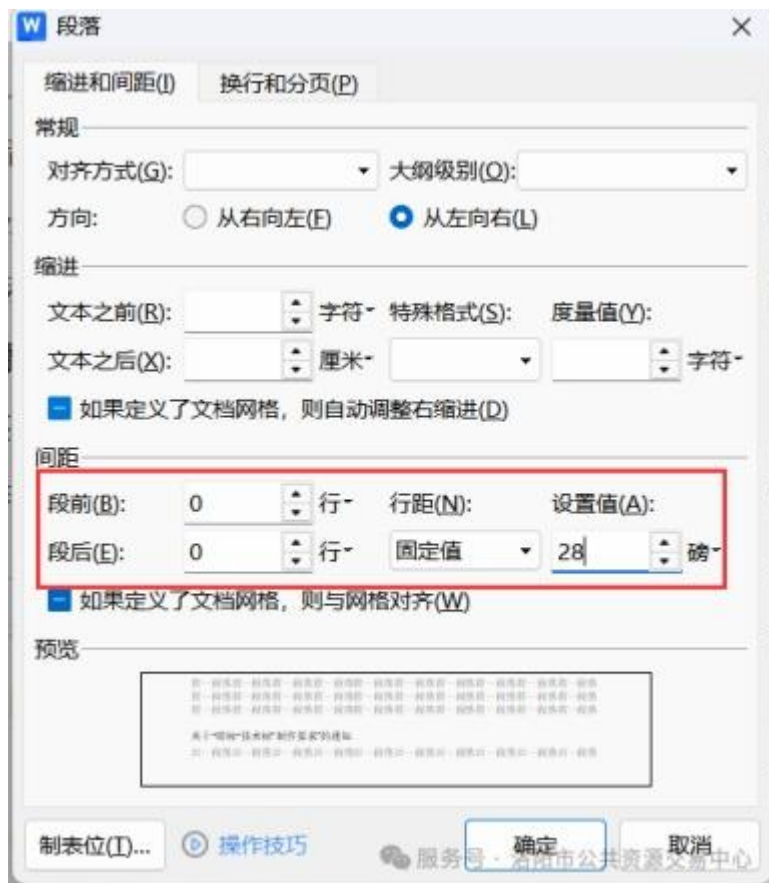 W 段落
缩进和间距(I) 换行和分页(P)
常规
对齐方式(G): 大纲级别(O):
方向: 从右向左(F) 从左向右(L)
缩进
文本之前(R): 字符 特殊格式(S): 度量值(Y):
文本之后(X): 厘米 字符
如果定义了文档网格，则自动调整右缩进(D)
间距
段前(B): 0 行 行距(N): 设置值(A):
段后(E): 0 行 固定值 28 磅
如果定义了文档网格，则与网格对齐(W)
预览
制表位(T)... 操作技巧 确定 取消
服务号 · 洛阳市公共资源交易中心